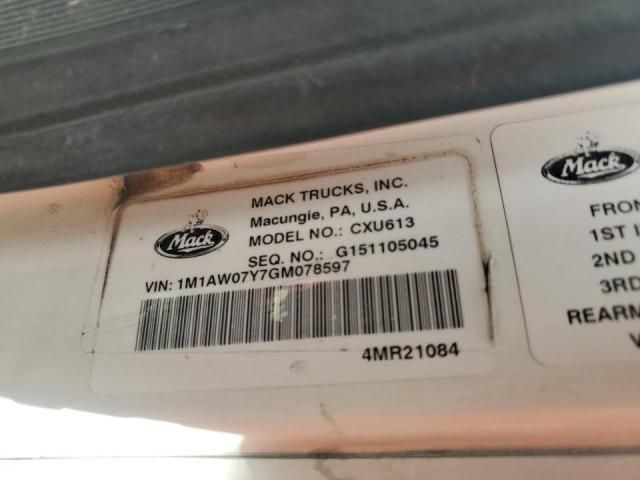 Mack
MACK TRUCKS, INC.
Macungie, PA, U.S.A.
MODEL NO.: CXU613
SEQ. NO.: G151105045
VIN: 1M1AW07Y7GM078597
4MR21084
Mack
FRON
1ST I
2ND
3RD
REARM